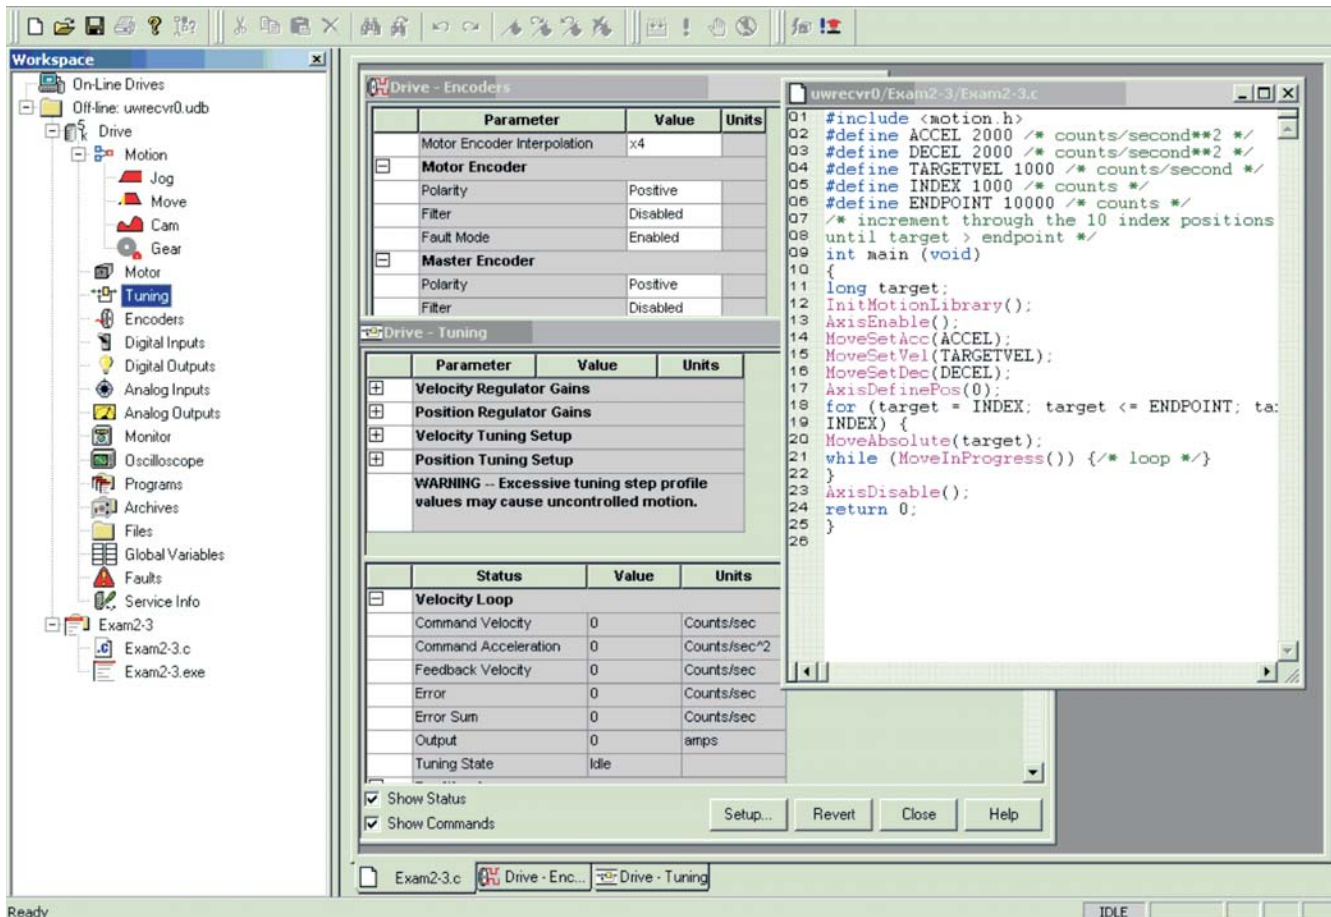 Workspace
On-Line Drives
Off-line: uwrecvr0.udb
Drive
Motion
Jog
Move
Cam
Gear
Motor
Tuning
Encoders
Digital Inputs
Digital Outputs
Analog Inputs
Analog Outputs
Monitor
Oscilloscope
Programs
Archives
Files
Global Variables
Faults
Service Info
Exam2-3
Exam2-3.c
Exam2-3.exe
Drive - Encoders
Parameter Value Units
Motor Encoder Interpolation x4
Motor Encoder
Polarity Positive
Filter Disabled
Fault Mode Enabled
Master Encoder
Polarity Positive
Filter Disabled
Drive - Tuning
Parameter Value Units
Velocity Regulator Gains
Position Regulator Gains
Velocity Tuning Setup
Position Tuning Setup
WARNING -- Excessive tuning step profile
values may cause uncontrolled motion.
Status Value Units
Velocity Loop
Command Velocity 0 Counts/sec
Command Acceleration 0 Counts/sec^2
Feedback Velocity 0 Counts/sec
Error 0 Counts/sec
Error Sum 0 Counts/sec
Output 0 amps
Tuning State Idle
Show Status
Show Commands
Setup... Revert Close Help
uwrecvr0/Exam2-3/Exam2-3.c
01 #include <motion.h>
02 #define ACCEL 2000 /* counts/second**2 */
03 #define DECEL 2000 /* counts/second**2 */
04 #define TARGETVEL 1000 /* counts/second */
05 #define INDEX 1000 /* counts */
06 #define ENDPOINT 10000 /* counts */
07 /* increment through the 10 index positions
08 until target > endpoint */
09 int main (void)
10 {
11 long target;
12 InitMotionLibrary();
13 AxisEnable();
14 MoveSetAcc(ACCEL);
15 MoveSetVel(TARGETVEL);
16 MoveSetDec(DECEL);
17 AxisDefinePos(0);
18 for (target = INDEX; target <= ENDPOINT;
19 INDEX) {
20 MoveAbsolute(target);
21 while (MoveInProgress()) {/* loop */}
22 }
23 AxisDisable();
24 return 0;
25 }
26
Exam2-3.c Drive - Enc... Drive - Tuning
Ready IDLE